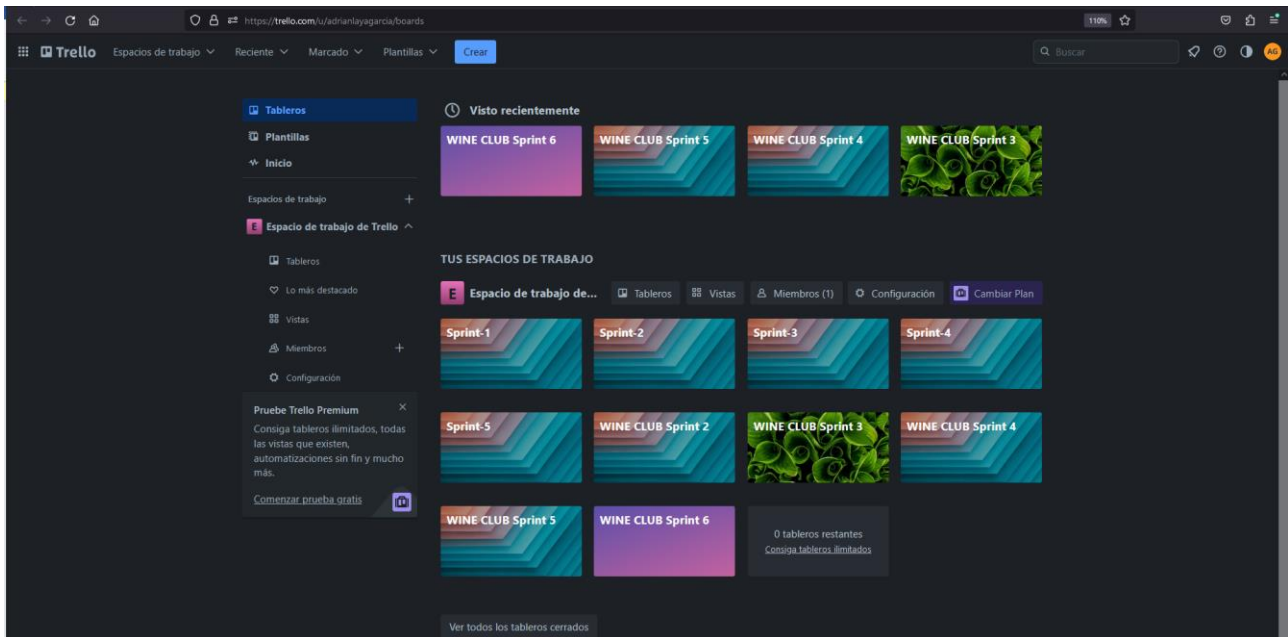 https://trello.com/u/adrianlayagarcia/boards
110%
Trello Espacios de trabajo Reciente Marcado Plantillas Crear Buscar AG
Tableros
Plantillas
Inicio
Espacios de trabajo +
E Espacio de trabajo de Trello
Tableros
Lo más destacado
Vistas
Miembros +
Configuración
Pruebe Trello Premium
Consiga tableros ilimitados, todas
las vistas que existen,
automatizaciones sin fin y mucho
más.
Comenzar prueba gratis
Visto recientemente
WINE CLUB Sprint 6 WINE CLUB Sprint 5 WINE CLUB Sprint 4 WINE CLUB Sprint 3
TUS ESPACIOS DE TRABAJO
E Espacio de trabajo de... Tableros Vistas Miembros (1) Configuración Cambiar Plan
Sprint-1 Sprint-2 Sprint-3 Sprint-4
Sprint-5 WINE CLUB Sprint 2 WINE CLUB Sprint 3 WINE CLUB Sprint 4
WINE CLUB Sprint 5 WINE CLUB Sprint 6
0 tableros restantes
Consiga tableros ilimitados
Ver todos los tableros cerrados